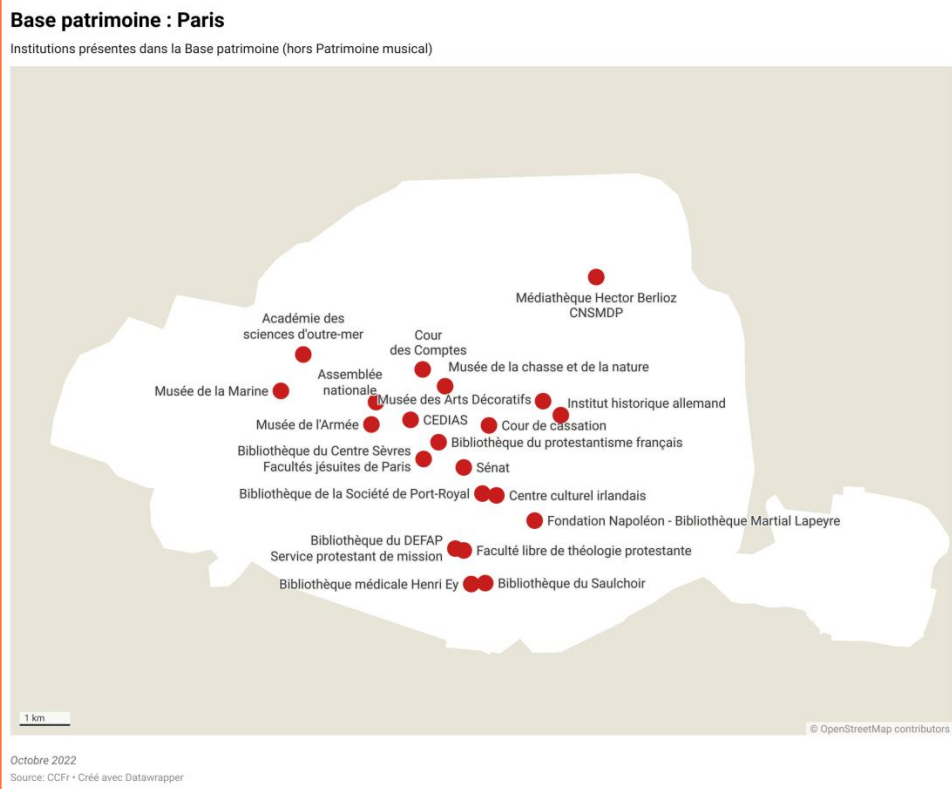 Base patrimoine : Paris
Institutions présentes dans la Base patrimoine (hors Patrimoine musical)
Médiathèque Hector Berlioz
CNSMDP
Académie des
sciences d'outre-mer
Cour
des Comptes
Musée de la chasse et de la nature
Assemblée
nationale
Musée de la Marine
Musée des Arts Décoratifs
Institut historique allemand
Musée de l'Armée
CEDIAS
Cour de cassation
Bibliothèque du protestantisme français
Bibliothèque du Centre Sèvres
Facultés jésuites de Paris
Sénat
Bibliothèque de la Société de Port-Royal
Centre culturel irlandais
Fondation Napoléon - Bibliothèque Martial Lapeyre
Bibliothèque du DEFAP
Service protestant de mission
Faculté libre de théologie protestante
Bibliothèque médicale Henri Ey
Bibliothèque du Saulchoir
1 km
© OpenStreetMap contributors
Octobre 2022
Source: CCFr • Créé avec Datawrapper